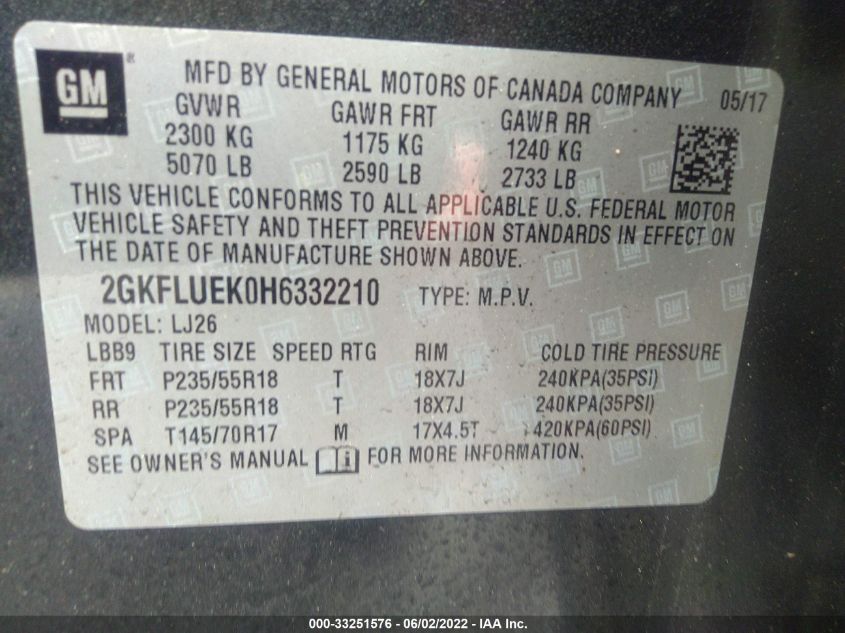 GM ®
MFD BY GENERAL MOTORS OF CANADA COMPANY 05/17
GVWR GAWR FRT GAWR RR
2300 KG 1175 KG 1240 KG
5070 LB 2590 LB 2733 LB
THIS VEHICLE CONFORMS TO ALL APPLICABLE U.S. FEDERAL MOTOR
VEHICLE SAFETY AND THEFT PREVENTION STANDARDS IN EFFECT ON
THE DATE OF MANUFACTURE SHOWN ABOVE.
2GKFLUEK0H6332210 TYPE: M.P.V.
MODEL: LJ26
LBB9 TIRE SIZE SPEED RTG RIM COLD TIRE PRESSURE
FRT P235/55R18 T 18X7J 240KPA(35PSI)
RR P235/55R18 T 18X7J 240KPA(35PSI)
SPA T145/70R17 M 17X4.5T 420KPA(60PSI)
SEE OWNER'S MANUAL i FOR MORE INFORMATION.
000-33251576 - 06/02/2022 - IAA Inc.